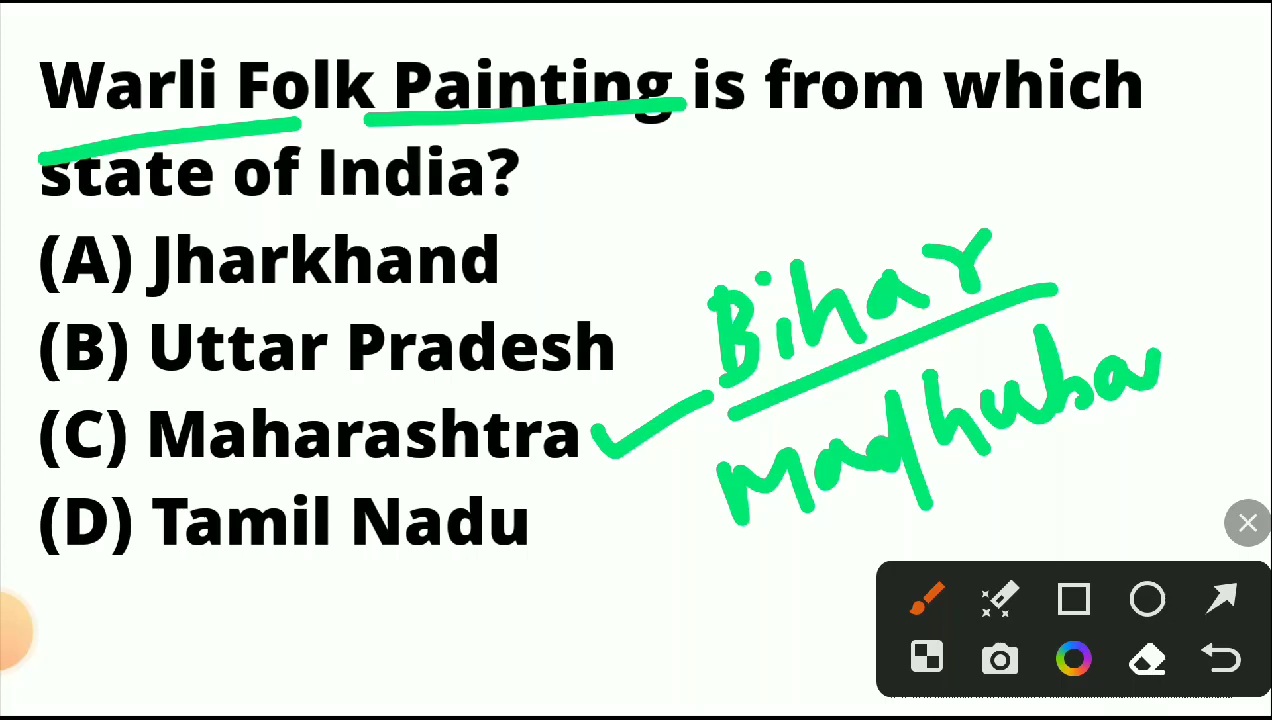 Warli Folk Painting is from which
state of India?
(A) Jharkhand
(B) Uttar Pradesh
(C) Maharashtra
(D) Tamil Nadu
Bihar
Madhuba